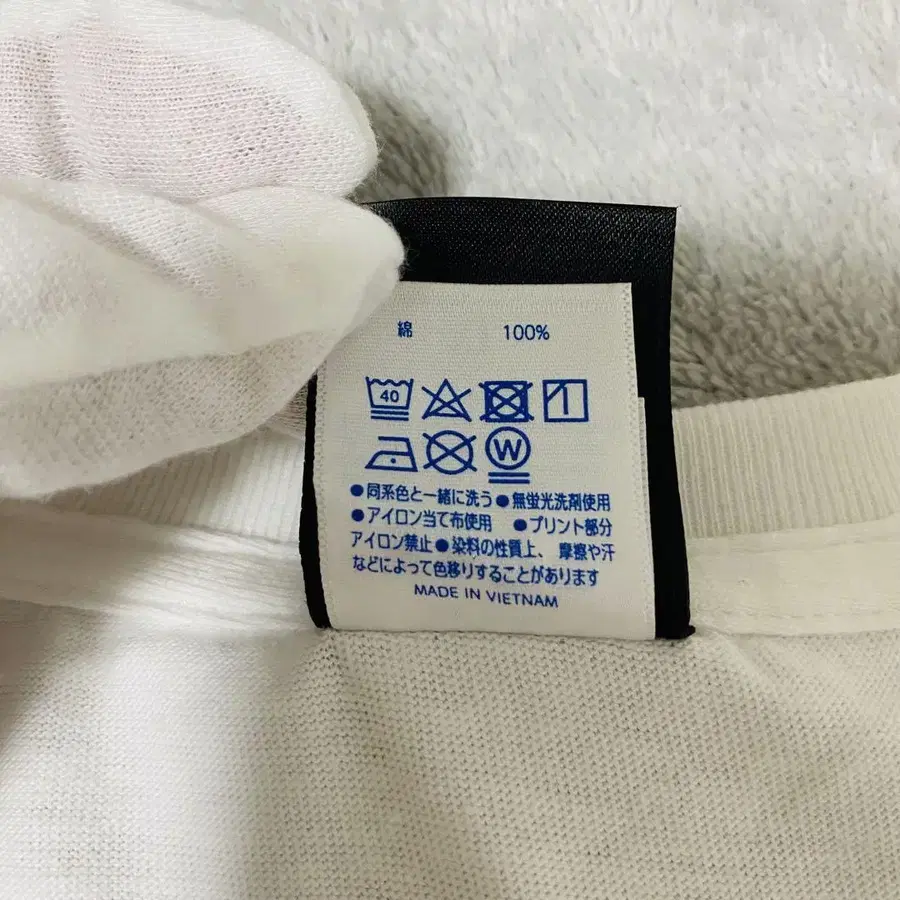 綿 100%
40
W
●同系色と一緒に洗う●無蛍光洗剤使用
●アイロン当て布使用 ●プリント部分
アイロン禁止●染料の性質上、摩擦や汗
などによって色移りすることがあります
MADE IN VIETNAM